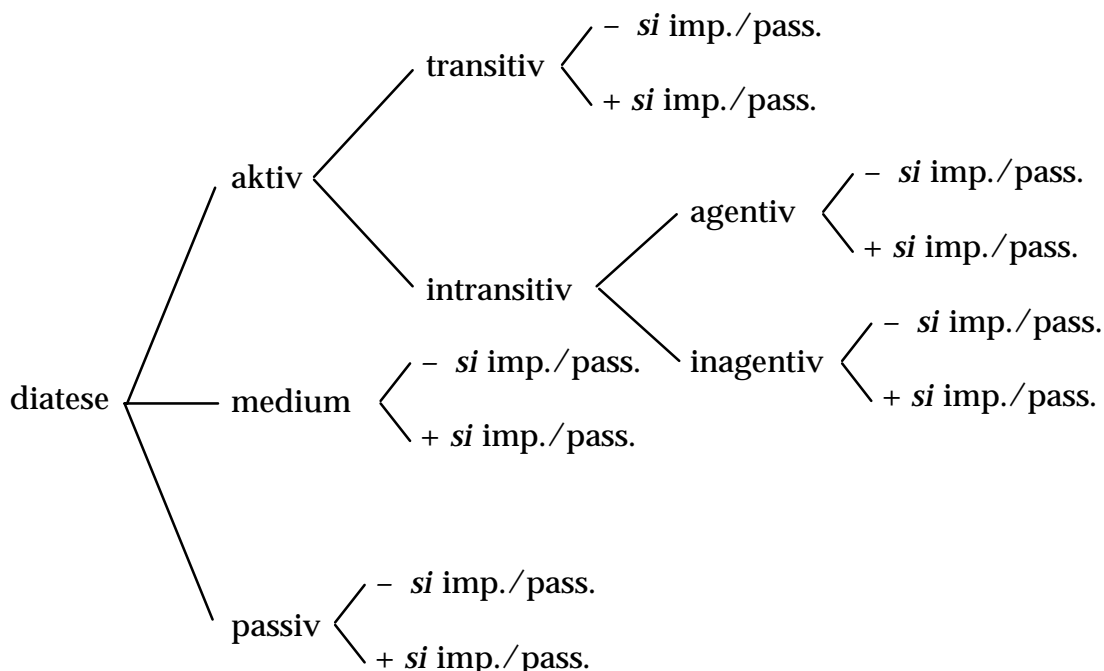 – si imp./pass.
transitiv
+ si imp./pass.
aktiv
– si imp./pass.
agentiv
+ si imp./pass.
intransitiv
– si imp./pass.
inagentiv
+ si imp./pass.
diatese
– si imp./pass.
medium
+ si imp./pass.
– si imp./pass.
passiv
+ si imp./pass.